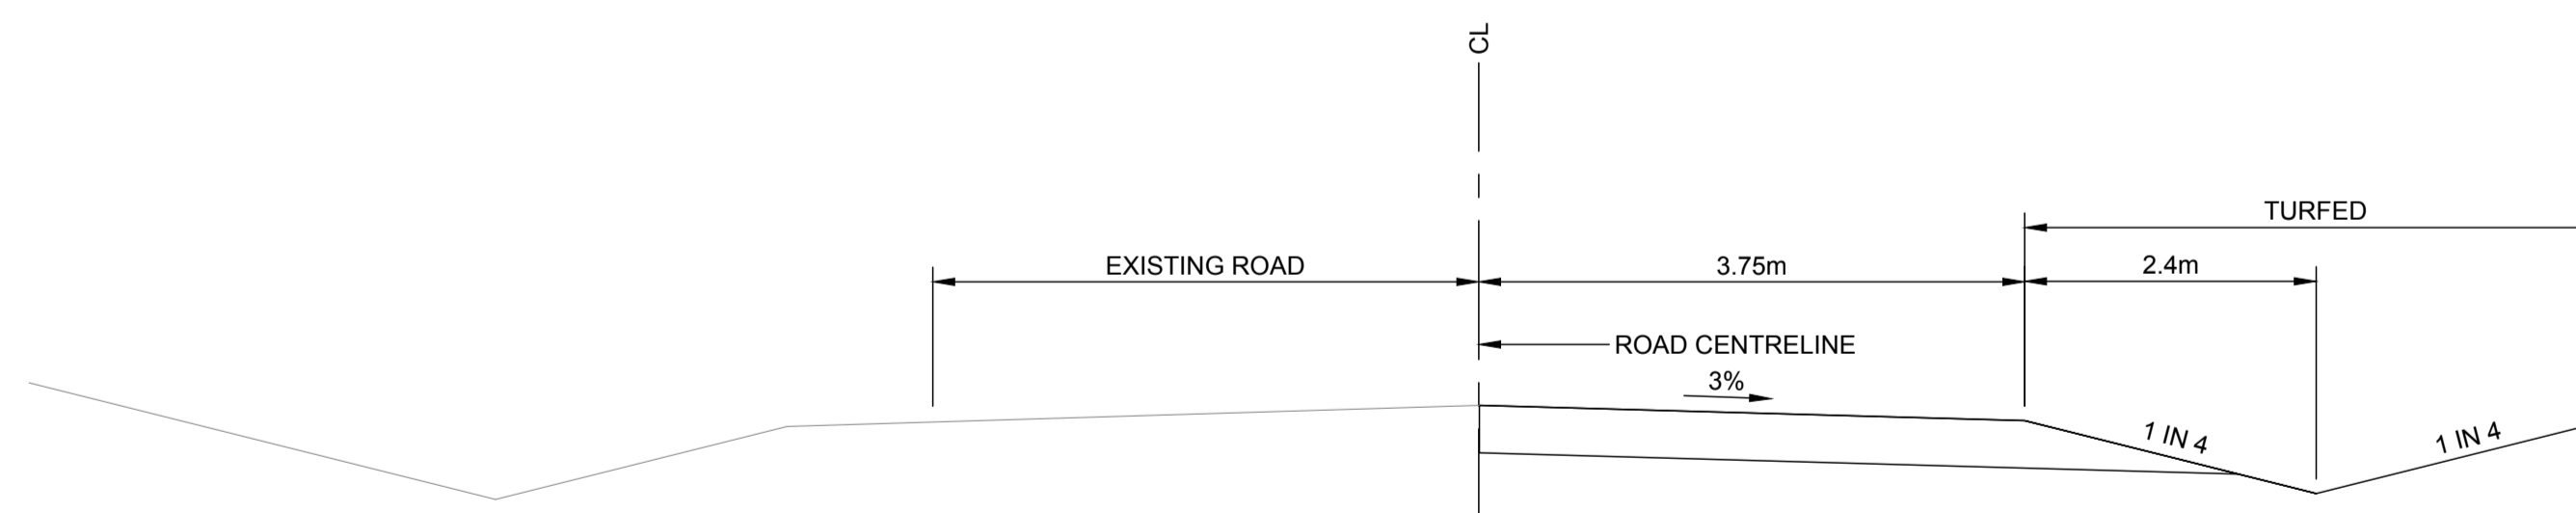 CL
TURFED
EXISTING ROAD
3.75m
2.4m
ROAD CENTRELINE
3%
1 IN 4
1 IN 4